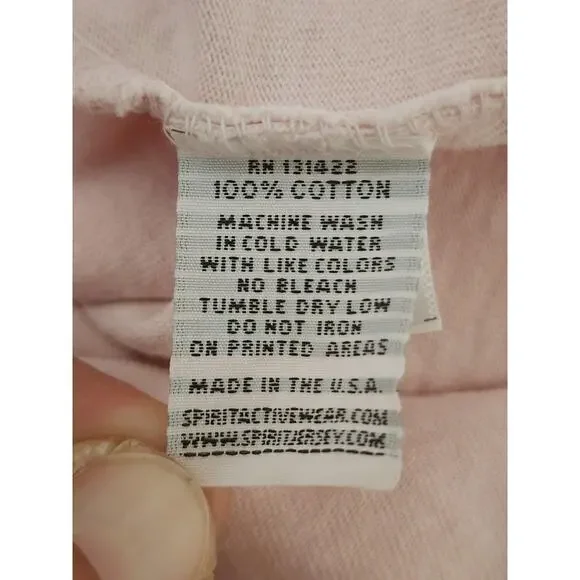 RN 131422
100% COTTON
MACHINE WASH
IN COLD WATER
WITH LIKE COLORS
NO BLEACH
TUMBLE DRY LOW
DO NOT IRON
ON PRINTED AREAS
MADE IN THE U.S.A.
SPIRITACTIVEWEAR.COM
WWW.SPIRITJERSEY.COM